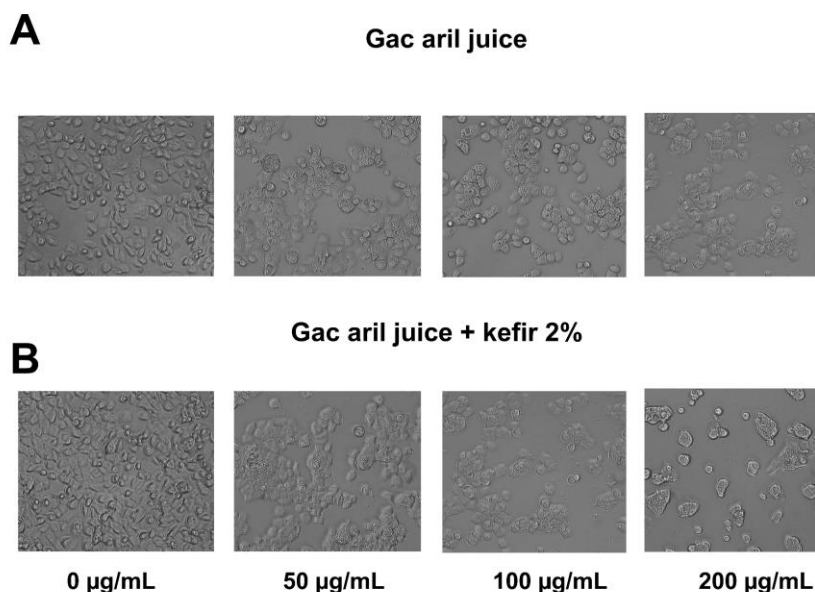 A
Gac aril juice
Gac aril juice + kefir 2%
B
0 µg/mL 50 µg/mL 100 µg/mL 200 µg/mL